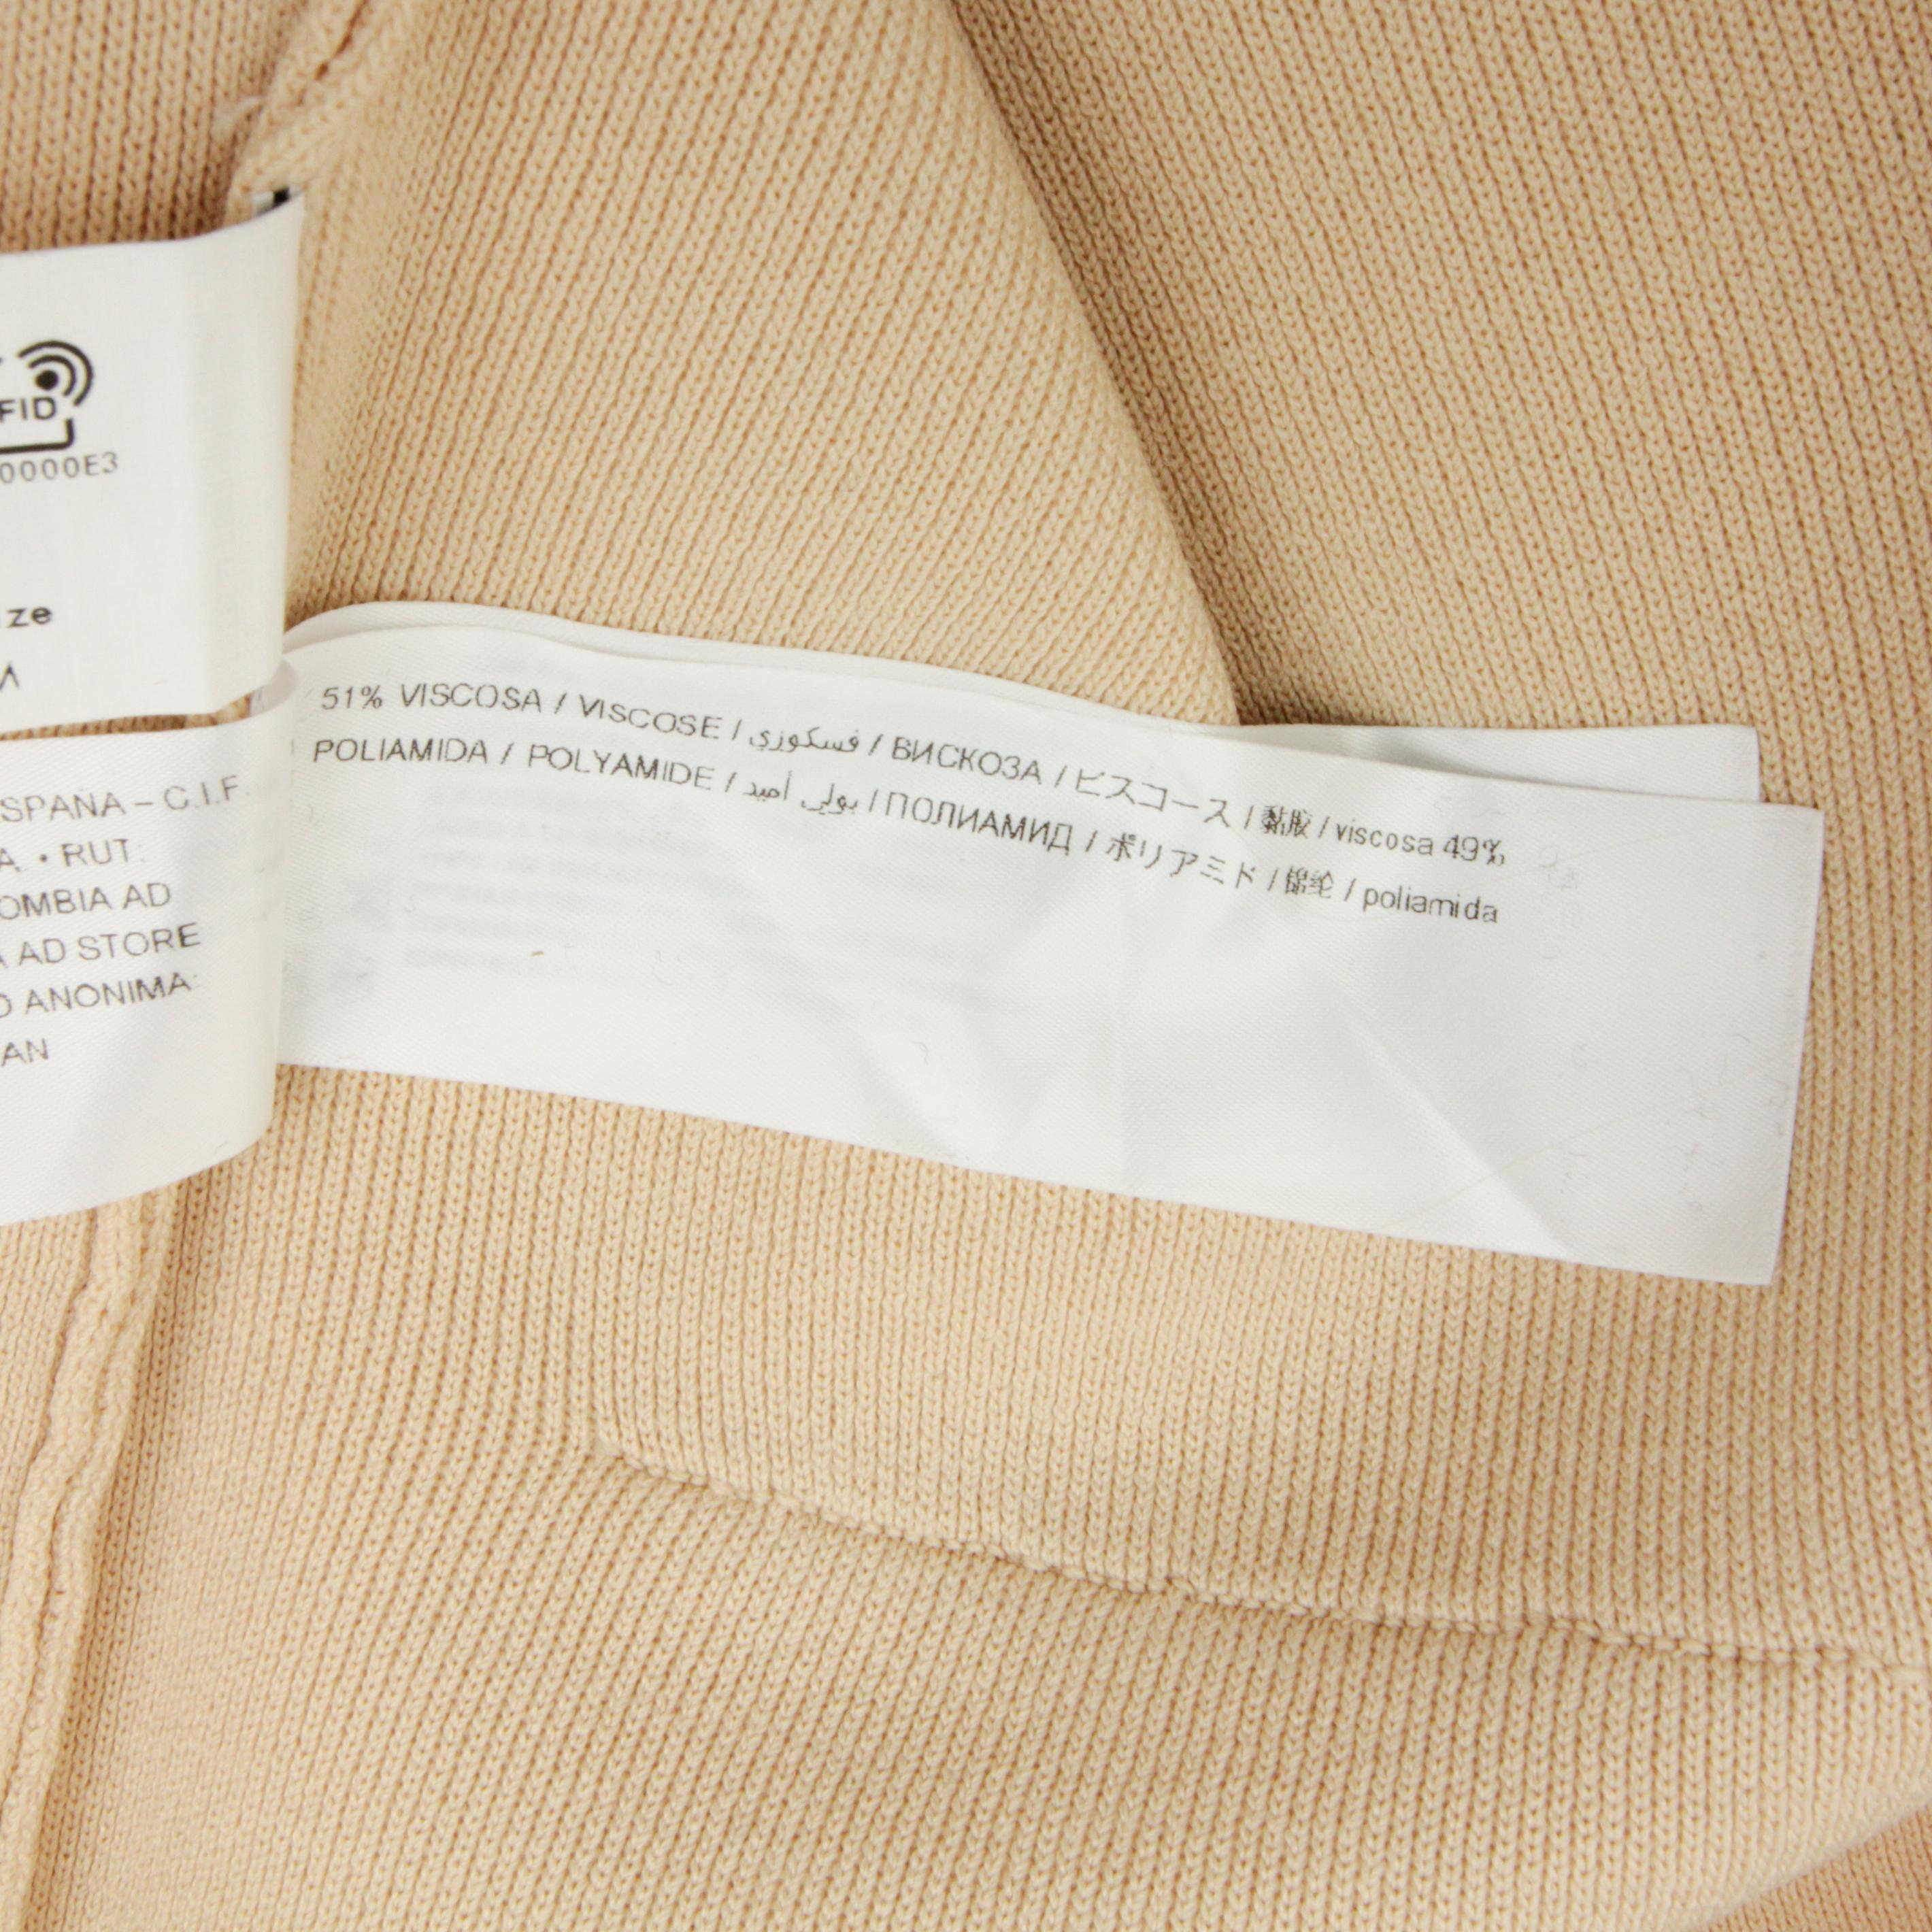 FID
0000E3
ze
SPAÑA – C.I.F.
A • RUT:
OMBIA AD
A AD STORE
O ANONIMA:
AN
51% VISCOSA / VISCOSE / فسكوزي / ВИСКОЗА / ビスコース / 黏胶 / viscosa 49%
POLIAMIDA / POLYAMIDE / بولي أميد / ПОЛИАМИД / ポリアミド / 锦纶 / poliamida